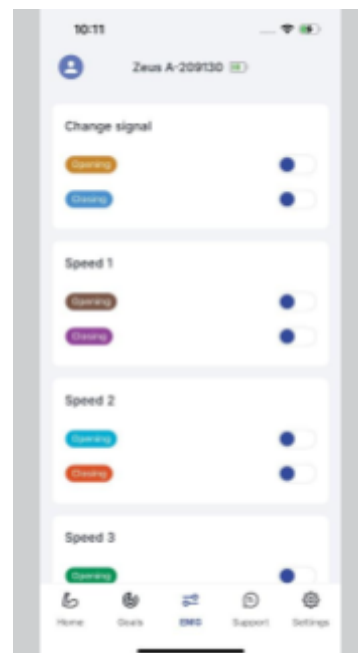 10:11
Zeus A-209130
Change signal
Opening
Closing
Speed 1
Opening
Closing
Speed 2
Opening
Closing
Speed 3
Opening
Home Goals EMG Support Settings